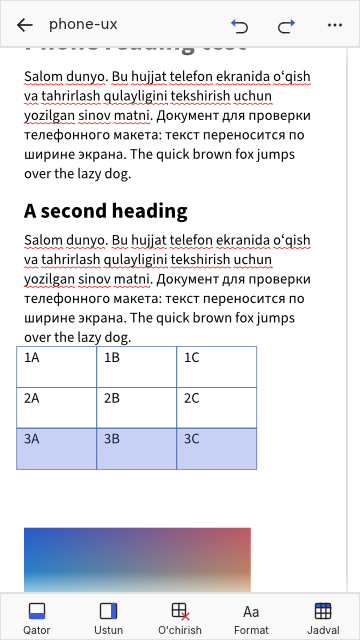 phone-ux
Phone reading test
Salom dunyo. Bu hujjat telefon ekranida oʻqish
va tahrirlash qulayligini tekshirish uchun
yozilgan sinov matni. Документ для проверки
телефонного макета: текст переносится по
ширине экрана. The quick brown fox jumps
over the lazy dog.
A second heading
Salom dunyo. Bu hujjat telefon ekranida oʻqish
va tahrirlash qulayligini tekshirish uchun
yozilgan sinov matni. Документ для проверки
телефонного макета: текст переносится по
ширине экрана. The quick brown fox jumps
over the lazy dog.
1A 1B 1C
2A 2B 2C
3A 3B 3C
Aa
Qator Ustun Oʻchirish Format Jadval